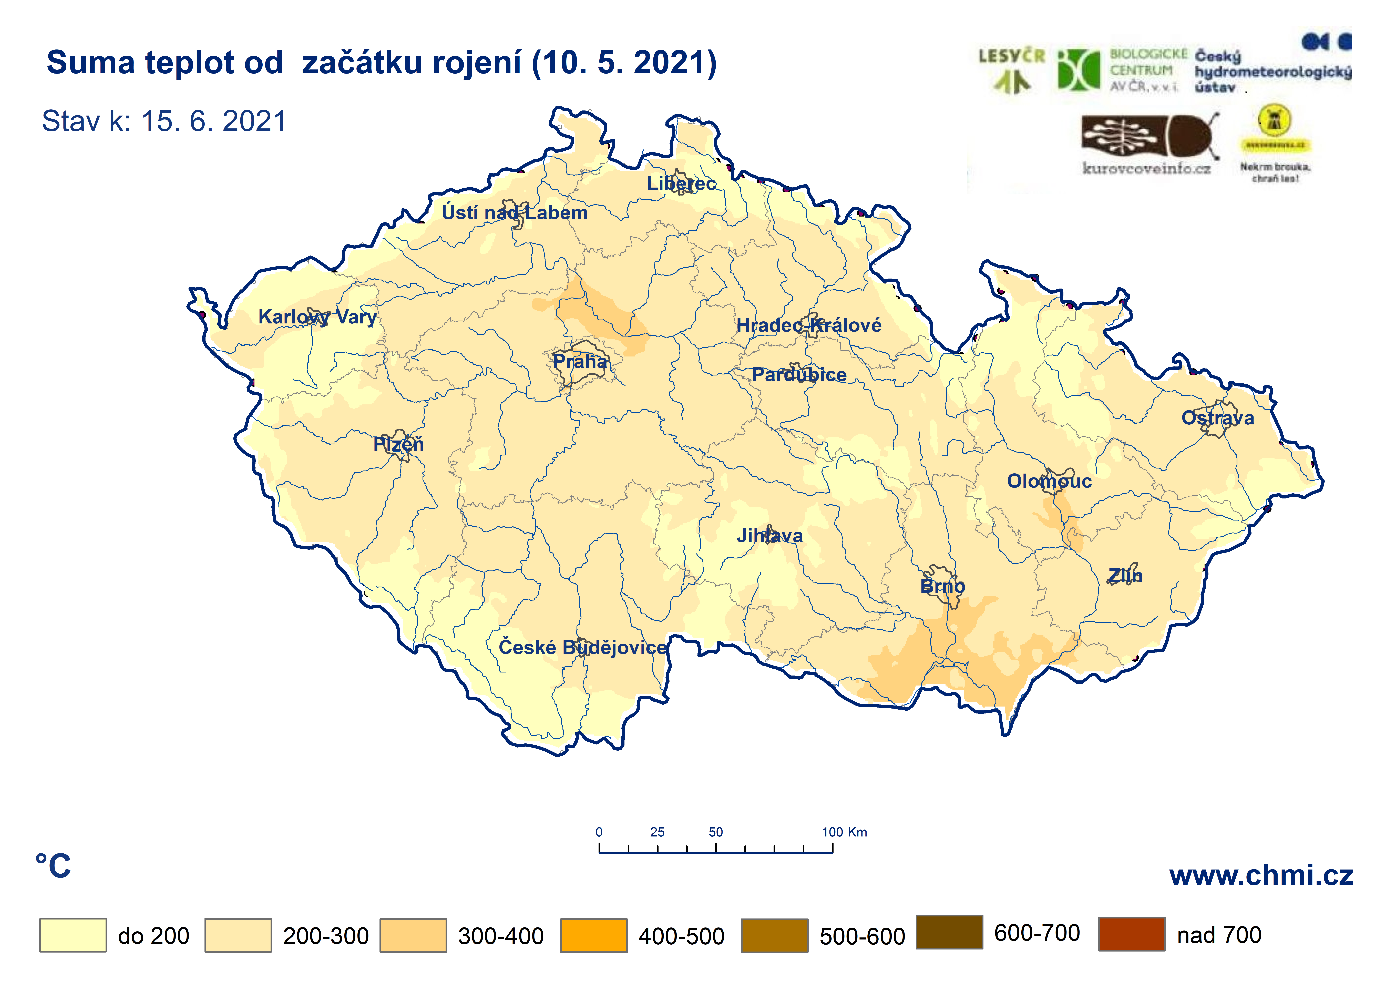 Suma teplot od začátku rojení (10. 5. 2021)
Stav k: 15. 6. 2021
LESY ČR
BIOLOGICKÉ
CENTRUM
AV ČR, v. v. i.
Český
hydrometeorologický
ústav
kurovcoveinfo.cz
NEKRMBROUKA.CZ
Nekrm brouka,
chraň les!
Liberec
Ústí nad Labem
Karlovy Vary
Hradec Králové
Praha
Pardubice
Ostrava
Plzeň
Olomouc
Jihlava
Zlín
Brno
České Budějovice
0 25 50 100 Km
°C
www.chmi.cz
do 200 200-300 300-400 400-500 500-600 600-700 nad 700